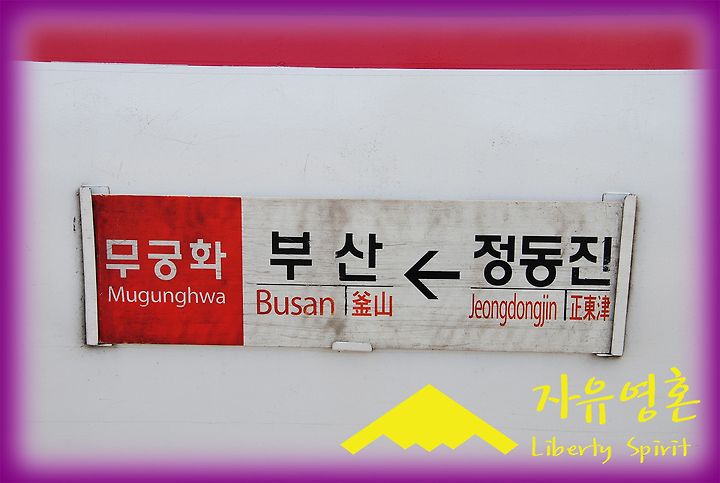 무궁화
Mugunghwa
부산 ← 정동진
Busan 釜山 Jeongdongjin 正東津
자유영혼
Liberty Spirit